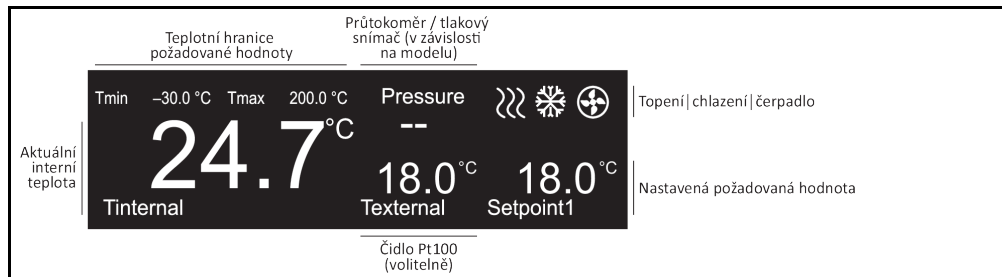 Teplotní hranice
požadované hodnoty
Průtokoměr / tlakový
snímač (v závislosti
na modelu)
Tmin –30.0 °C Tmax 200.0 °C Pressure
--
Topení|chlazení|čerpadlo
24.7°C
Aktuální
interní
teplota
18.0°C 18.0°C
Nastavená požadovaná hodnota
Tinternal Texternal Setpoint1
Čidlo Pt100
(volitelně)